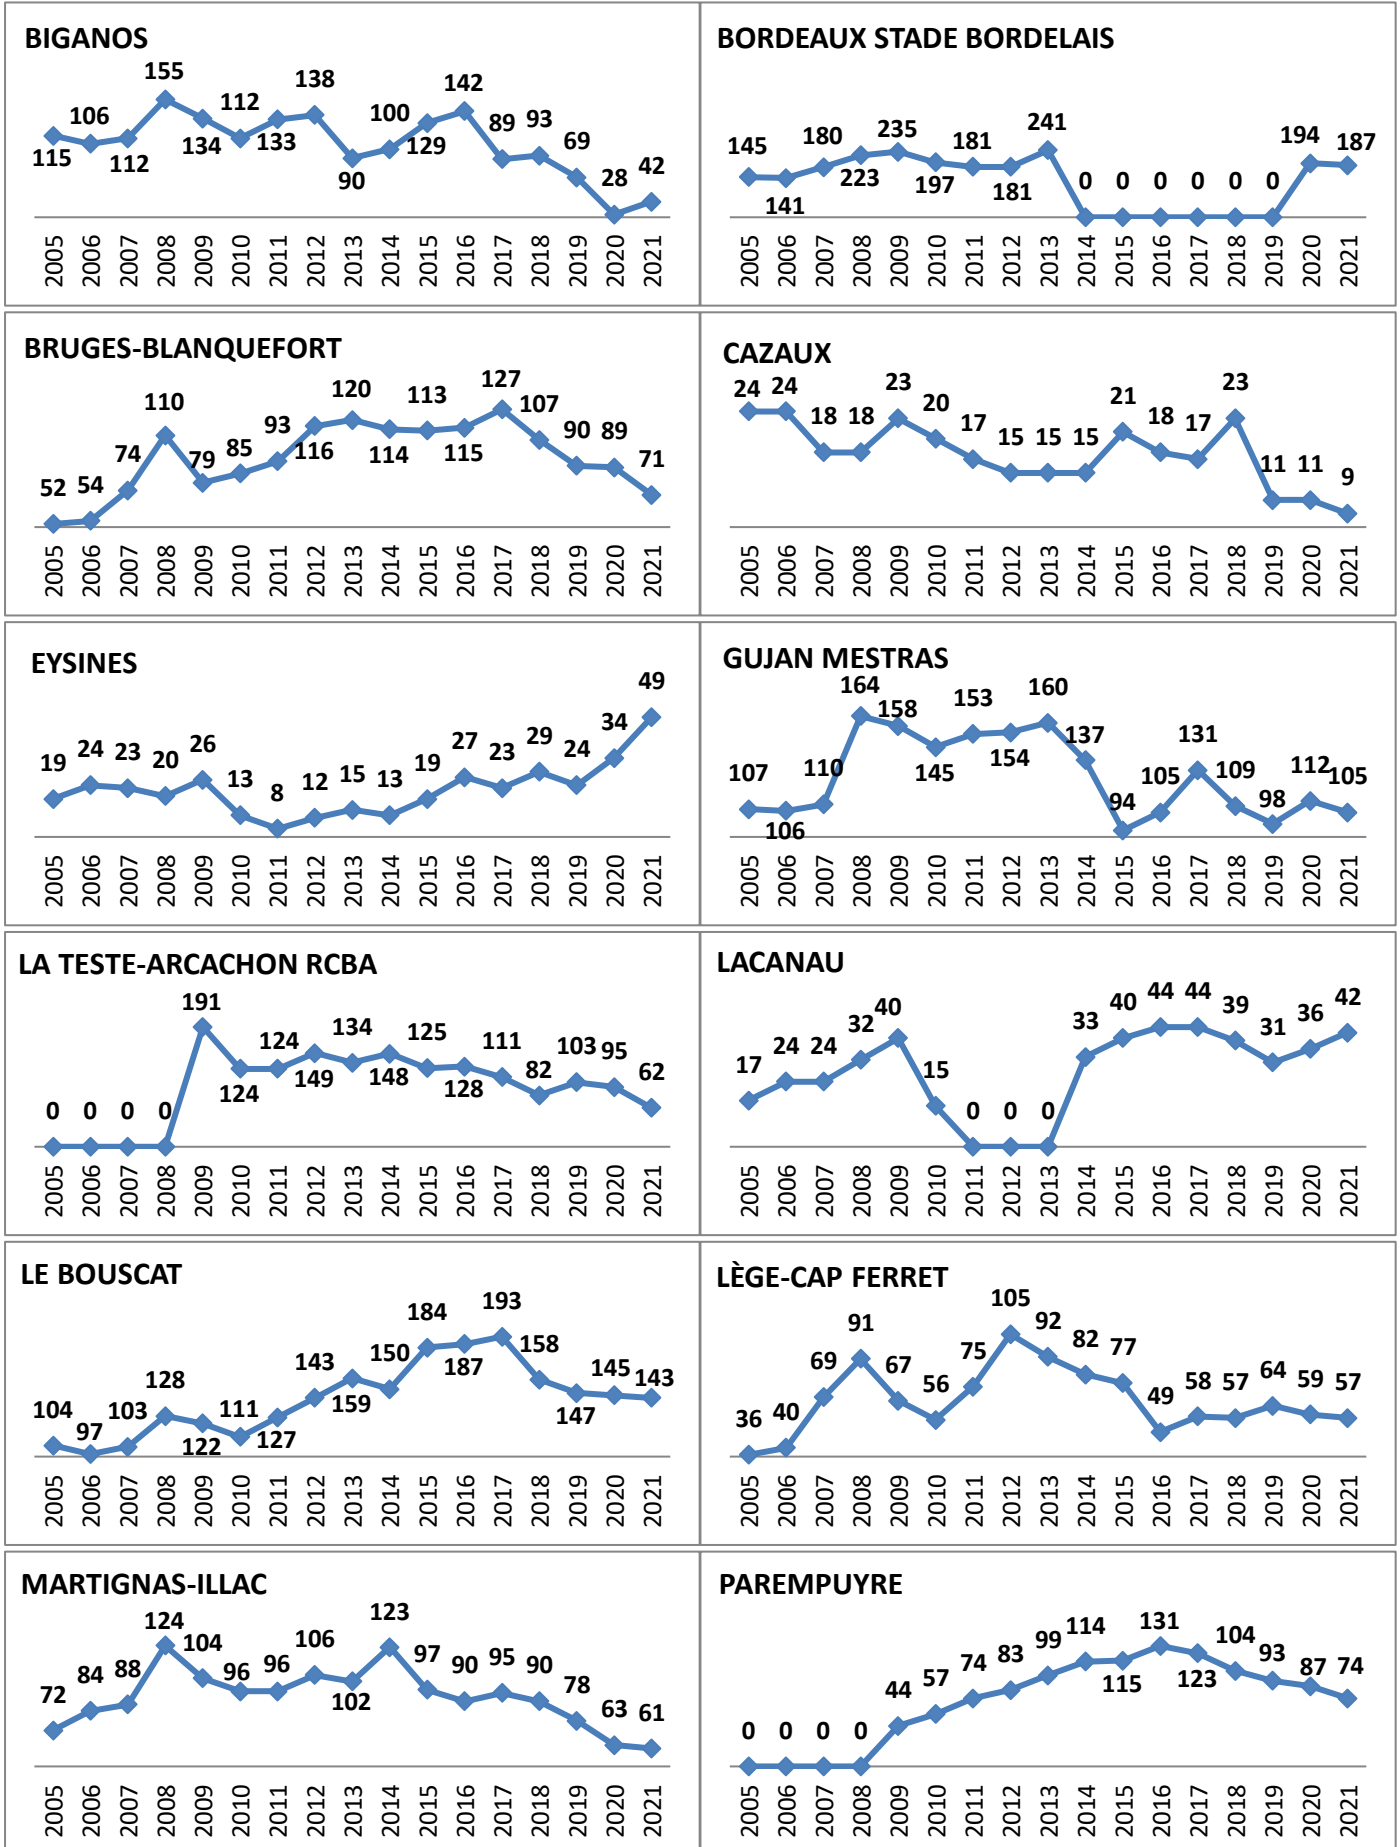 BIGANOS
115 106 112 155 134 112 133 138 90 100 129 142 89 93 69 28 42
2005 2006 2007 2008 2009 2010 2011 2012 2013 2014 2015 2016 2017 2018 2019 2020 2021
BORDEAUX STADE BORDELAIS
145 141 180 223 235 197 181 181 241 0 0 0 0 0 0 194 187
2005 2006 2007 2008 2009 2010 2011 2012 2013 2014 2015 2016 2017 2018 2019 2020 2021
BRUGES-BLANQUEFORT
52 54 74 110 79 85 93 116 120 114 113 115 127 107 90 89 71
2005 2006 2007 2008 2009 2010 2011 2012 2013 2014 2015 2016 2017 2018 2019 2020 2021
CAZAUX
24 24 18 18 23 20 17 15 15 15 21 18 17 23 11 11 9
2005 2006 2007 2008 2009 2010 2011 2012 2013 2014 2015 2016 2017 2018 2019 2020 2021
EYSINES
19 24 23 20 26 13 8 12 15 13 19 27 23 29 24 34 49
2005 2006 2007 2008 2009 2010 2011 2012 2013 2014 2015 2016 2017 2018 2019 2020 2021
GUJAN MESTRAS
107 106 110 164 158 145 153 154 160 137 94 105 131 109 98 112 105
2005 2006 2007 2008 2009 2010 2011 2012 2013 2014 2015 2016 2017 2018 2019 2020 2021
LA TESTE-ARCACHON RCBA
0 0 0 0 191 124 124 149 134 148 125 128 111 82 103 95 62
2005 2006 2007 2008 2009 2010 2011 2012 2013 2014 2015 2016 2017 2018 2019 2020 2021
LACANAU
17 24 24 32 40 15 0 0 0 33 40 44 44 39 31 36 42
2005 2006 2007 2008 2009 2010 2011 2012 2013 2014 2015 2016 2017 2018 2019 2020 2021
LE BOUSCAT
104 97 103 128 122 111 127 143 159 150 184 187 193 158 147 145 143
2005 2006 2007 2008 2009 2010 2011 2012 2013 2014 2015 2016 2017 2018 2019 2020 2021
LÈGE-CAP FERRET
36 40 69 91 67 56 75 105 92 82 77 49 58 57 64 59 57
2005 2006 2007 2008 2009 2010 2011 2012 2013 2014 2015 2016 2017 2018 2019 2020 2021
MARTIGNAS-ILLAC
72 84 88 124 104 96 96 106 102 123 97 90 95 90 78 63 61
2005 2006 2007 2008 2009 2010 2011 2012 2013 2014 2015 2016 2017 2018 2019 2020 2021
PAREMPUYRE
0 0 0 0 44 57 74 83 99 114 115 131 123 104 93 87 74
2005 2006 2007 2008 2009 2010 2011 2012 2013 2014 2015 2016 2017 2018 2019 2020 2021